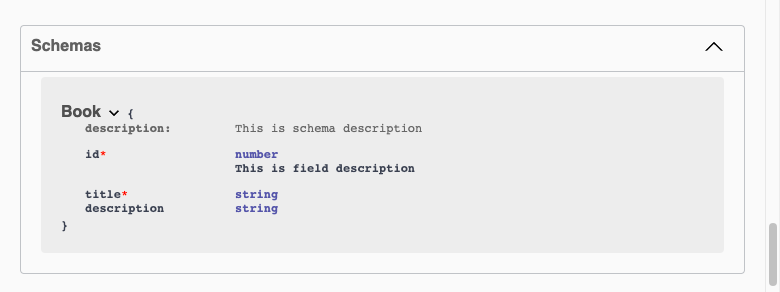 Schemas
Book {
description: This is schema description
id* number
This is field description
title* string
description string
}